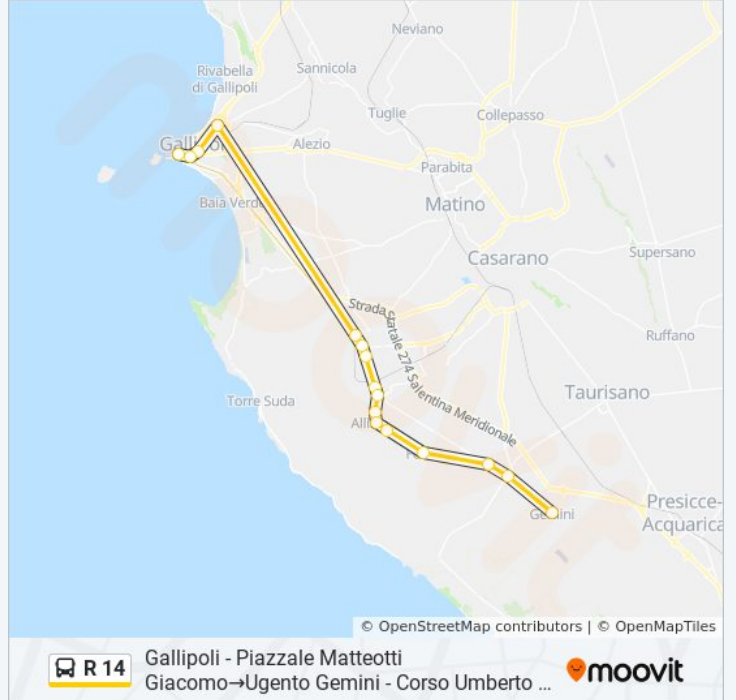 Neviano
Rivabella
di Gallipoli
Sannicola
Tuglie
Collepasso
Alezio
Parabita
Baia Verde
Matino
Casarano
Supersano
Strada Statale 274 Salentina Meridionale
Ruffano
Torre Suda
Taurisano
Presicce-
Acquarica
© OpenStreetMap contributors | © OpenMapTiles
R 14
Gallipoli - Piazzale Matteotti
Giacomo→Ugento Gemini - Corso Umberto ...
moovit